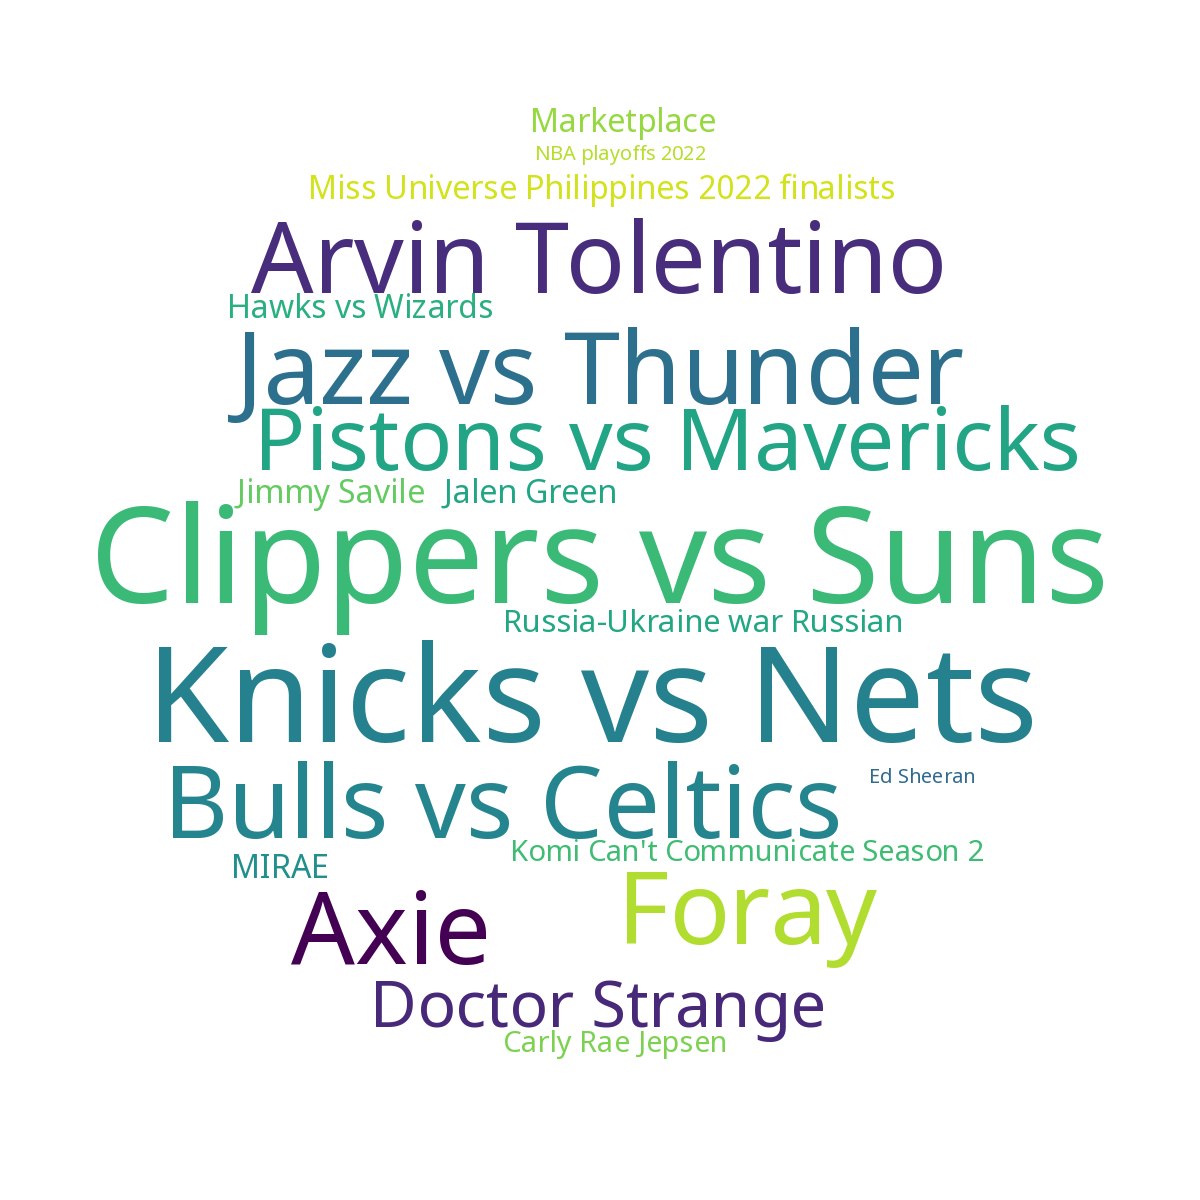 Marketplace
NBA playoffs 2022
Miss Universe Philippines 2022 finalists
Arvin Tolentino
Hawks vs Wizards
Jazz vs Thunder
Pistons vs Mavericks
Jimmy Savile
Jalen Green
Clippers vs Suns
Russia-Ukraine war Russian
Knicks vs Nets
Bulls vs Celtics
Ed Sheeran
Komi Can't Communicate Season 2
MIRAE
Axie
Foray
Doctor Strange
Carly Rae Jepsen